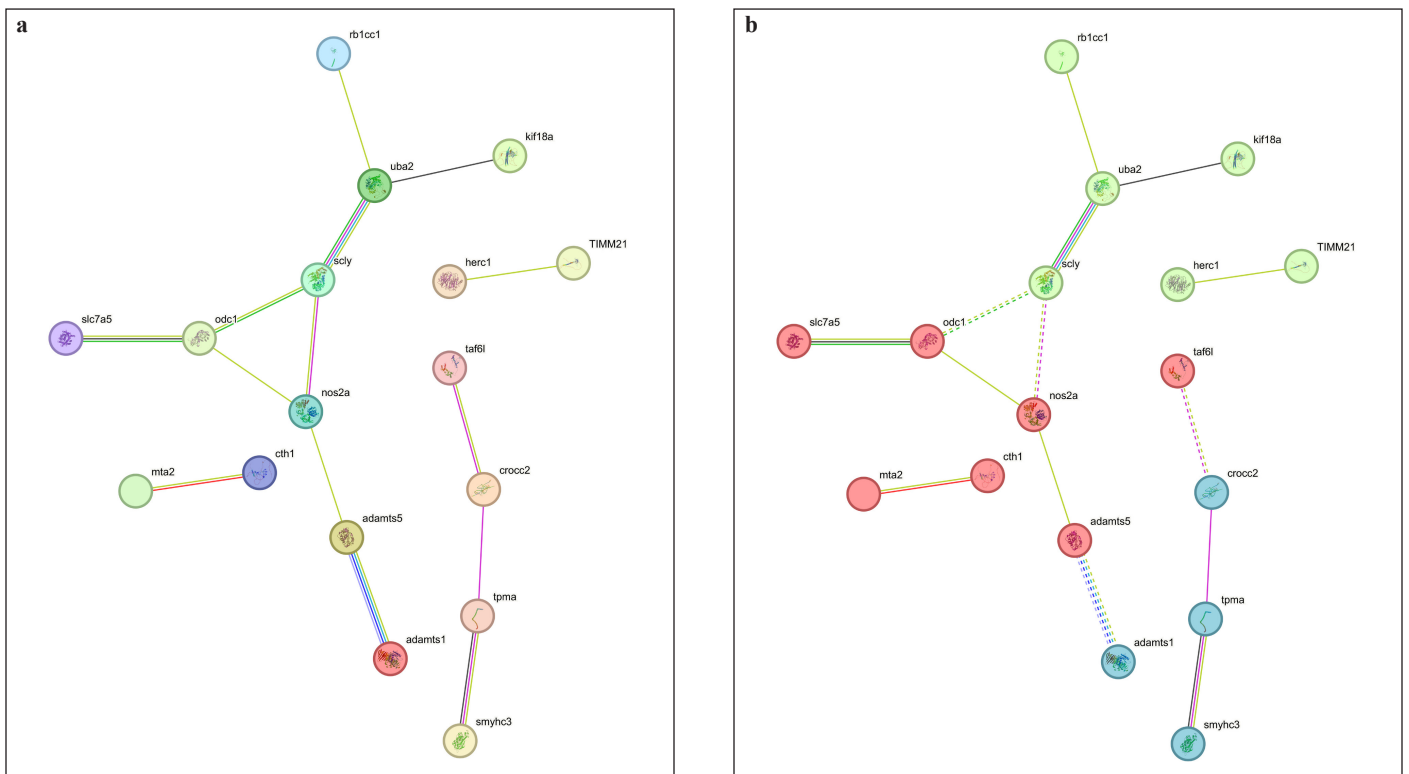 a
rb1cc1
kif18a
uba2
TIMM21
scly
herc1
slc7a5
odc1
taf6l
nos2a
cth1
mta2
crocc2
adamts5
tpma
adamts1
smyhc3
b
rb1cc1
kif18a
uba2
TIMM21
scly
herc1
slc7a5
odc1
taf6l
nos2a
cth1
mta2
crocc2
adamts5
tpma
adamts1
smyhc3